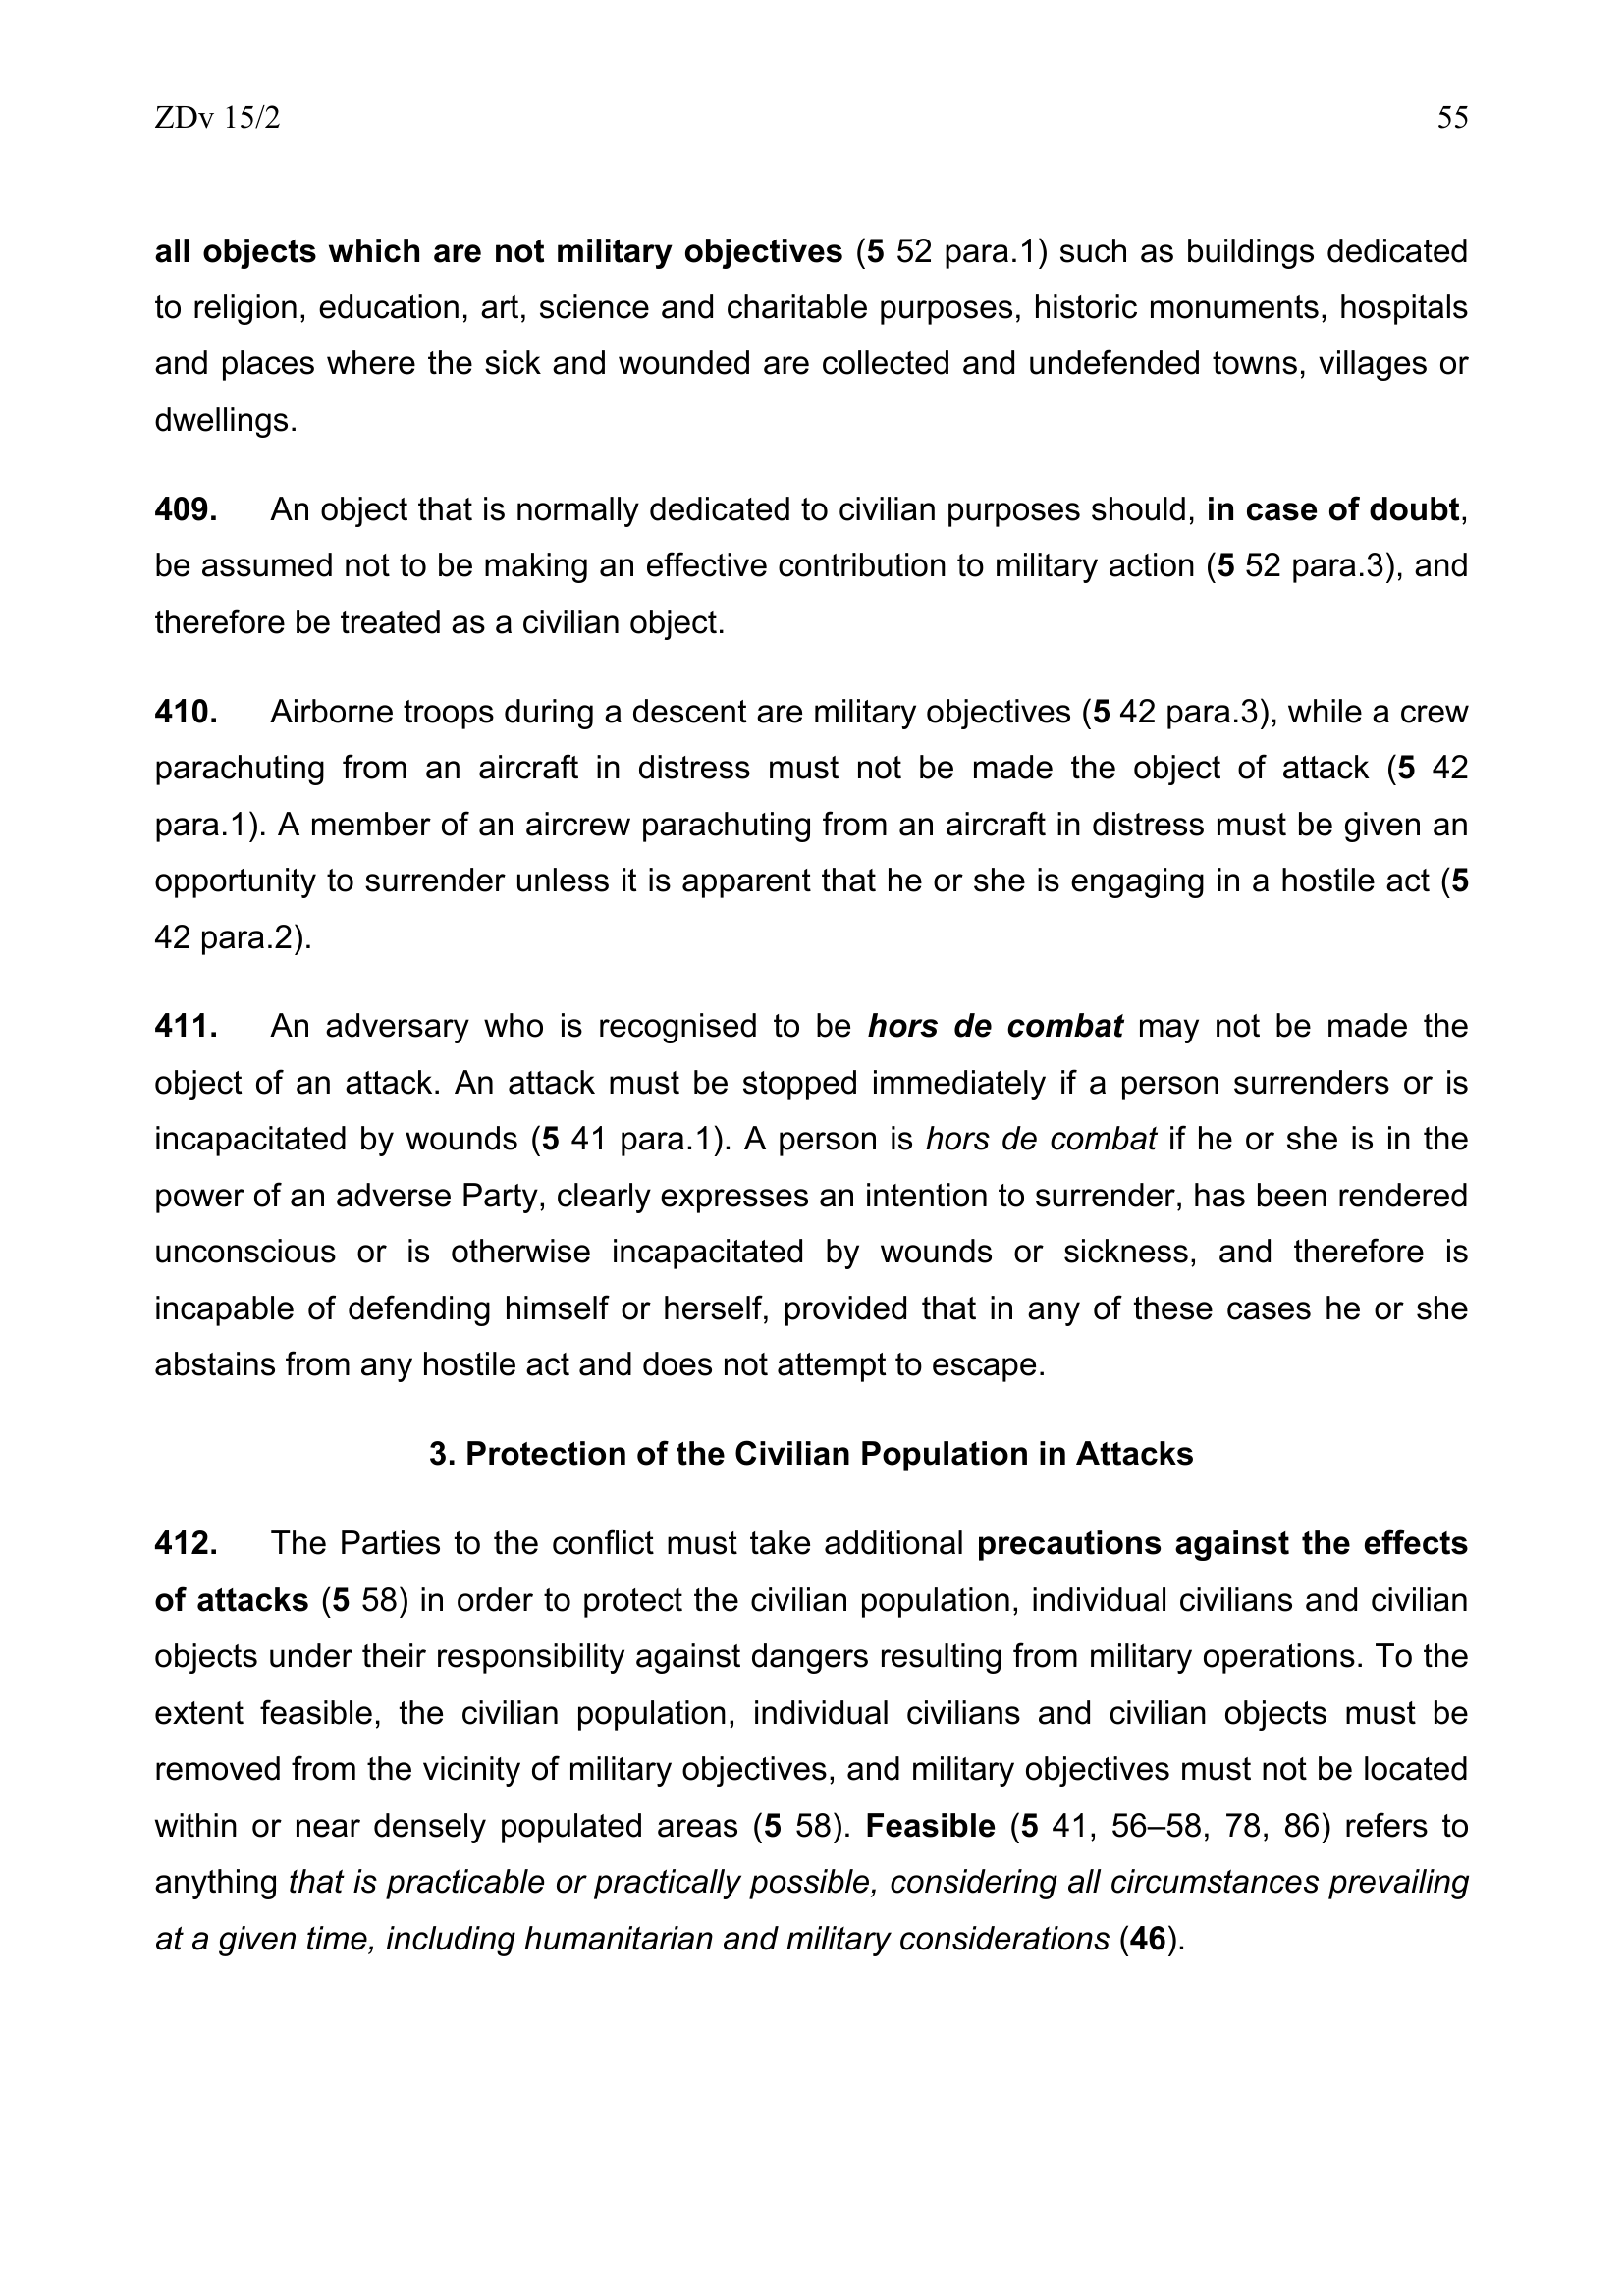 ZDv 15/2 55
all objects which are not military objectives (5 52 para.1) such as buildings dedicated
to religion, education, art, science and charitable purposes, historic monuments, hospitals
and places where the sick and wounded are collected and undefended towns, villages or
dwellings.
409. An object that is normally dedicated to civilian purposes should, in case of doubt,
be assumed not to be making an effective contribution to military action (5 52 para.3), and
therefore be treated as a civilian object.
410. Airborne troops during a descent are military objectives (5 42 para.3), while a crew
parachuting from an aircraft in distress must not be made the object of attack (5 42
para.1). A member of an aircrew parachuting from an aircraft in distress must be given an
opportunity to surrender unless it is apparent that he or she is engaging in a hostile act (5
42 para.2).
411. An adversary who is recognised to be hors de combat may not be made the
object of an attack. An attack must be stopped immediately if a person surrenders or is
incapacitated by wounds (5 41 para.1). A person is hors de combat if he or she is in the
power of an adverse Party, clearly expresses an intention to surrender, has been rendered
unconscious or is otherwise incapacitated by wounds or sickness, and therefore is
incapable of defending himself or herself, provided that in any of these cases he or she
abstains from any hostile act and does not attempt to escape.
3. Protection of the Civilian Population in Attacks
412. The Parties to the conflict must take additional precautions against the effects
of attacks (5 58) in order to protect the civilian population, individual civilians and civilian
objects under their responsibility against dangers resulting from military operations. To the
extent feasible, the civilian population, individual civilians and civilian objects must be
removed from the vicinity of military objectives, and military objectives must not be located
within or near densely populated areas (5 58). Feasible (5 41, 56–58, 78, 86) refers to
anything that is practicable or practically possible, considering all circumstances prevailing
at a given time, including humanitarian and military considerations (46).